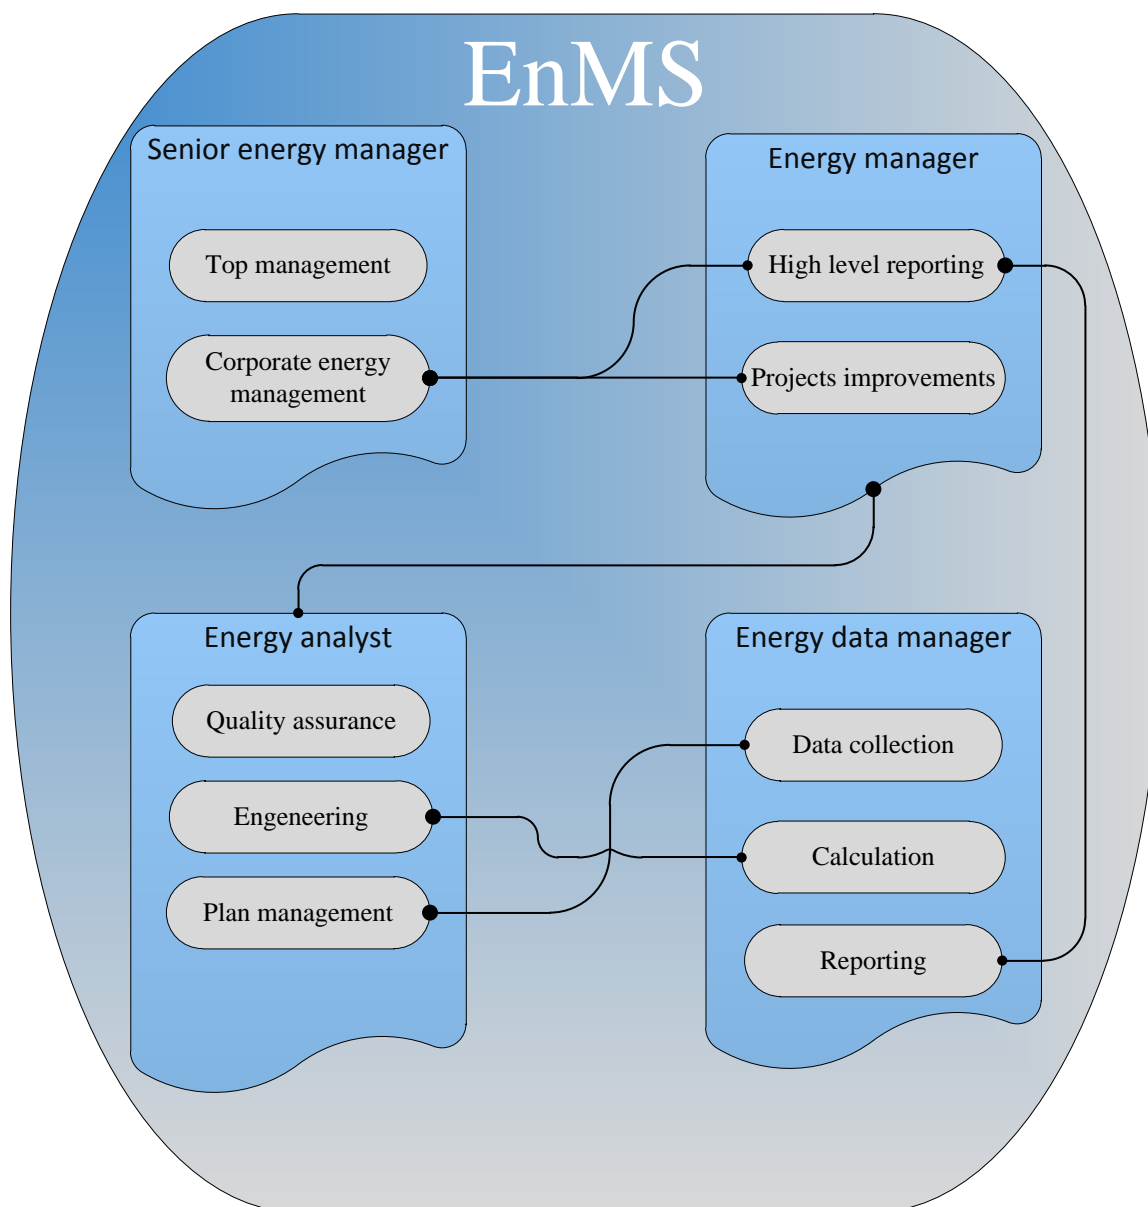 EnMS
Senior energy manager
Top management
Corporate energy
management
Energy manager
High level reporting
Projects improvements
Energy analyst
Quality assurance
Engeneering
Plan management
Energy data manager
Data collection
Calculation
Reporting